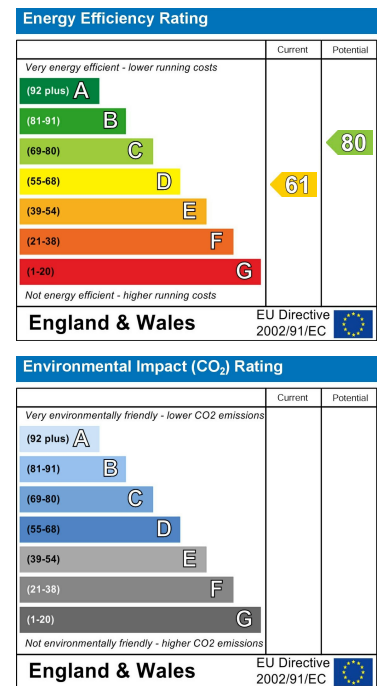 Energy Efficiency Rating
Current Potential
Very energy efficient - lower running costs
(92 plus) A
(81-91) B
(69-80) C
80
(55-68) D
61
(39-54) E
(21-38) F
(1-20) G
Not energy efficient - higher running costs
England & Wales
EU Directive
2002/91/EC
Environmental Impact (CO₂) Rating
Current Potential
Very environmentally friendly - lower CO2 emissions
(92 plus) A
(81-91) B
(69-80) C
(55-68) D
(39-54) E
(21-38) F
(1-20) G
Not environmentally friendly - higher CO2 emissions
England & Wales
EU Directive
2002/91/EC